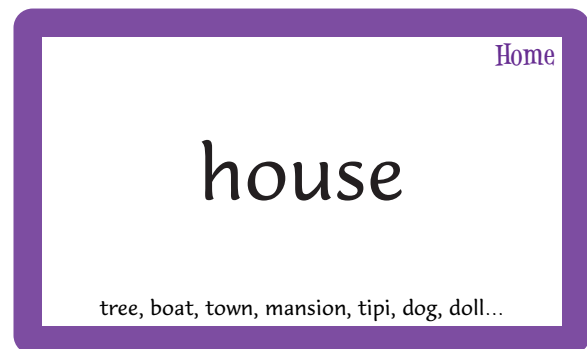 Home
house
tree, boat, town, mansion, tipi, dog, doll...